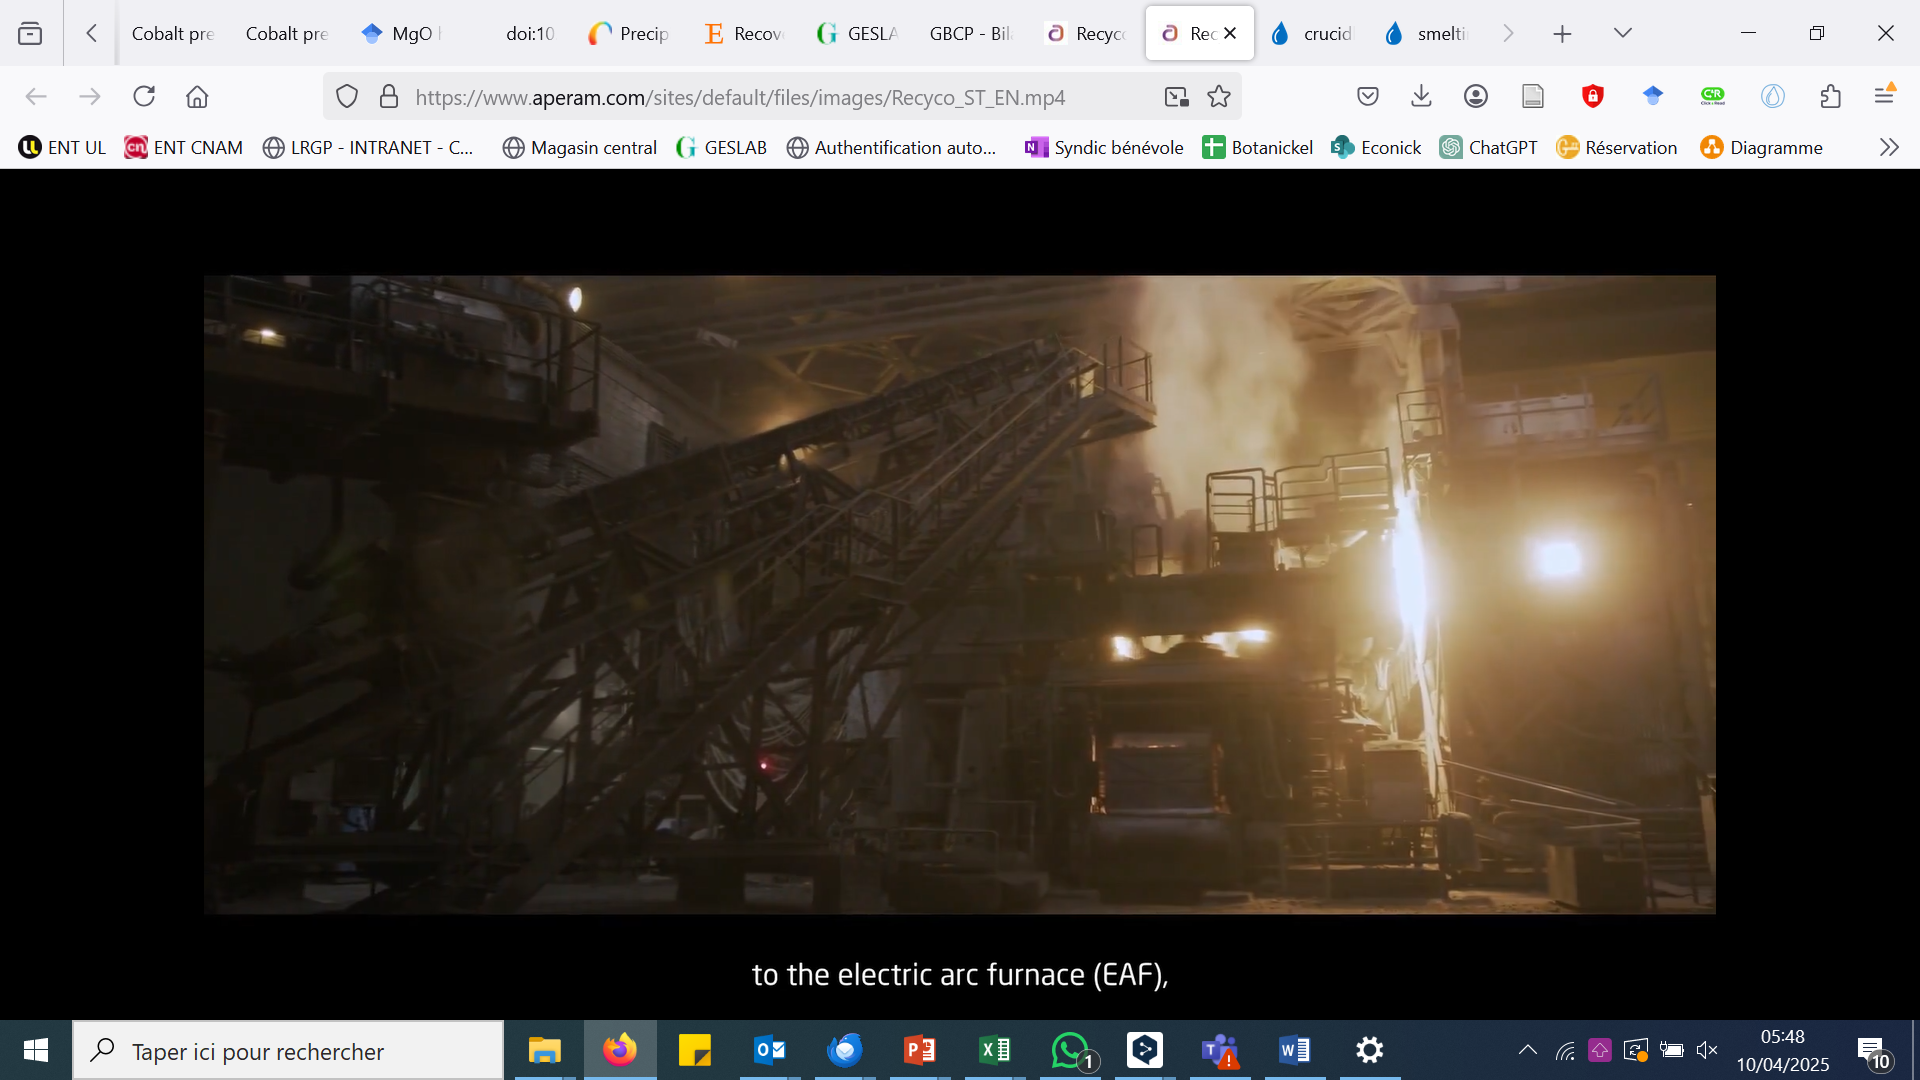 Cobalt pre
Cobalt pre
MgO
doi:10
Precip
Recov
GESLA
GBCP - Bil
Recyc
Rec
crucid
smelti
https://www.aperam.com/sites/default/files/images/Recyco_ST_EN.mp4
ENT UL
ENT CNAM
LRGP - INTRANET - C...
Magasin central
GESLAB
Authentification auto...
Syndic bénévole
Botanickel
Econick
ChatGPT
Réservation
Diagramme
to the electric arc furnace (EAF),
Taper ici pour rechercher
1
05:48
10/04/2025
10